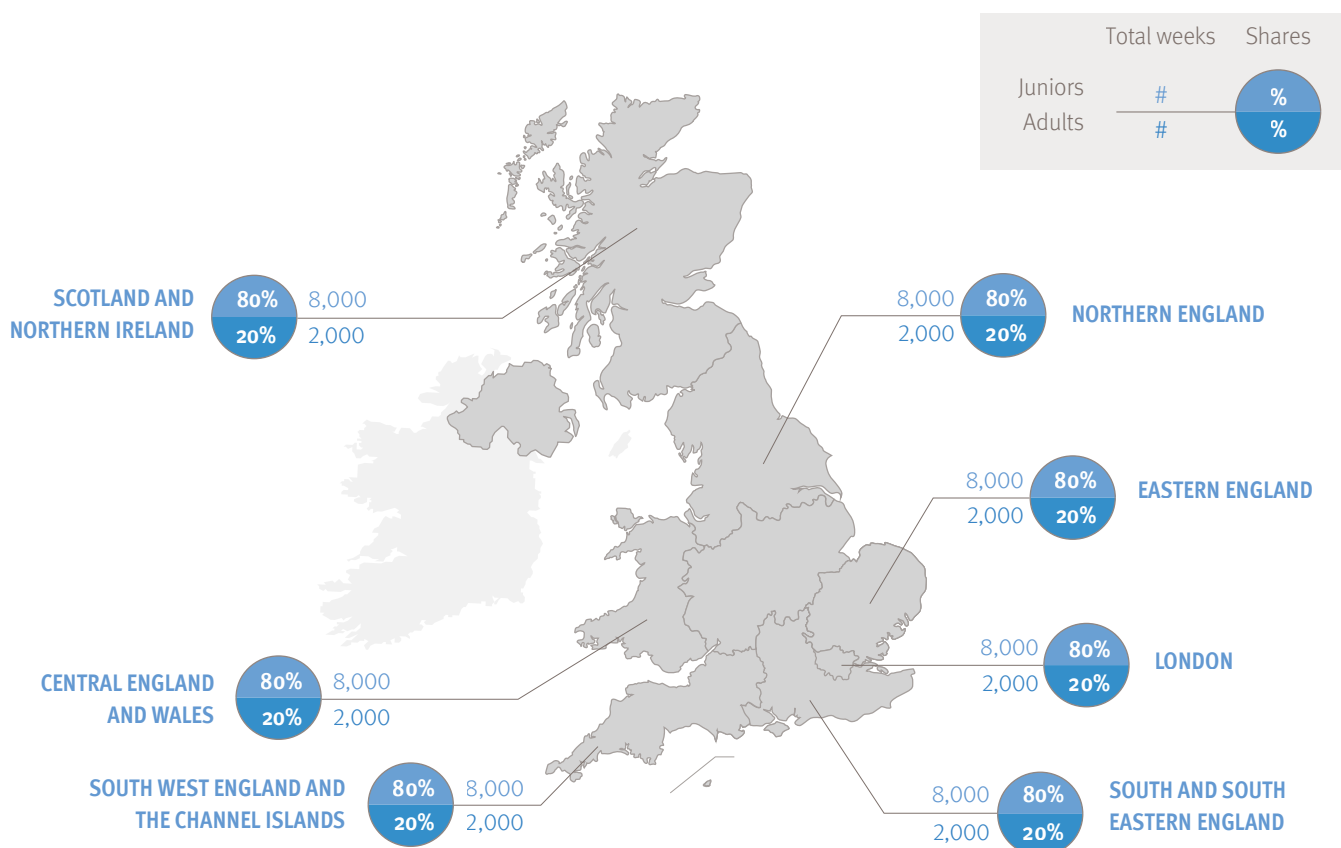 Total weeks Shares
Juniors # %
Adults # %
SCOTLAND AND 80% 8,000
NORTHERN IRELAND 20% 2,000
8,000 80% NORTHERN ENGLAND
2,000 20%
8,000 80% EASTERN ENGLAND
2,000 20%
8,000 80% LONDON
2,000 20%
CENTRAL ENGLAND 80% 8,000
AND WALES 20% 2,000
SOUTH WEST ENGLAND AND 80% 8,000
THE CHANNEL ISLANDS 20% 2,000
8,000 80% SOUTH AND SOUTH
2,000 20% EASTERN ENGLAND